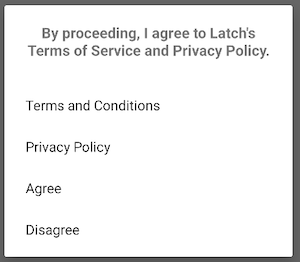 By proceeding, I agree to Latch's
Terms of Service and Privacy Policy.
Terms and Conditions
Privacy Policy
Agree
Disagree